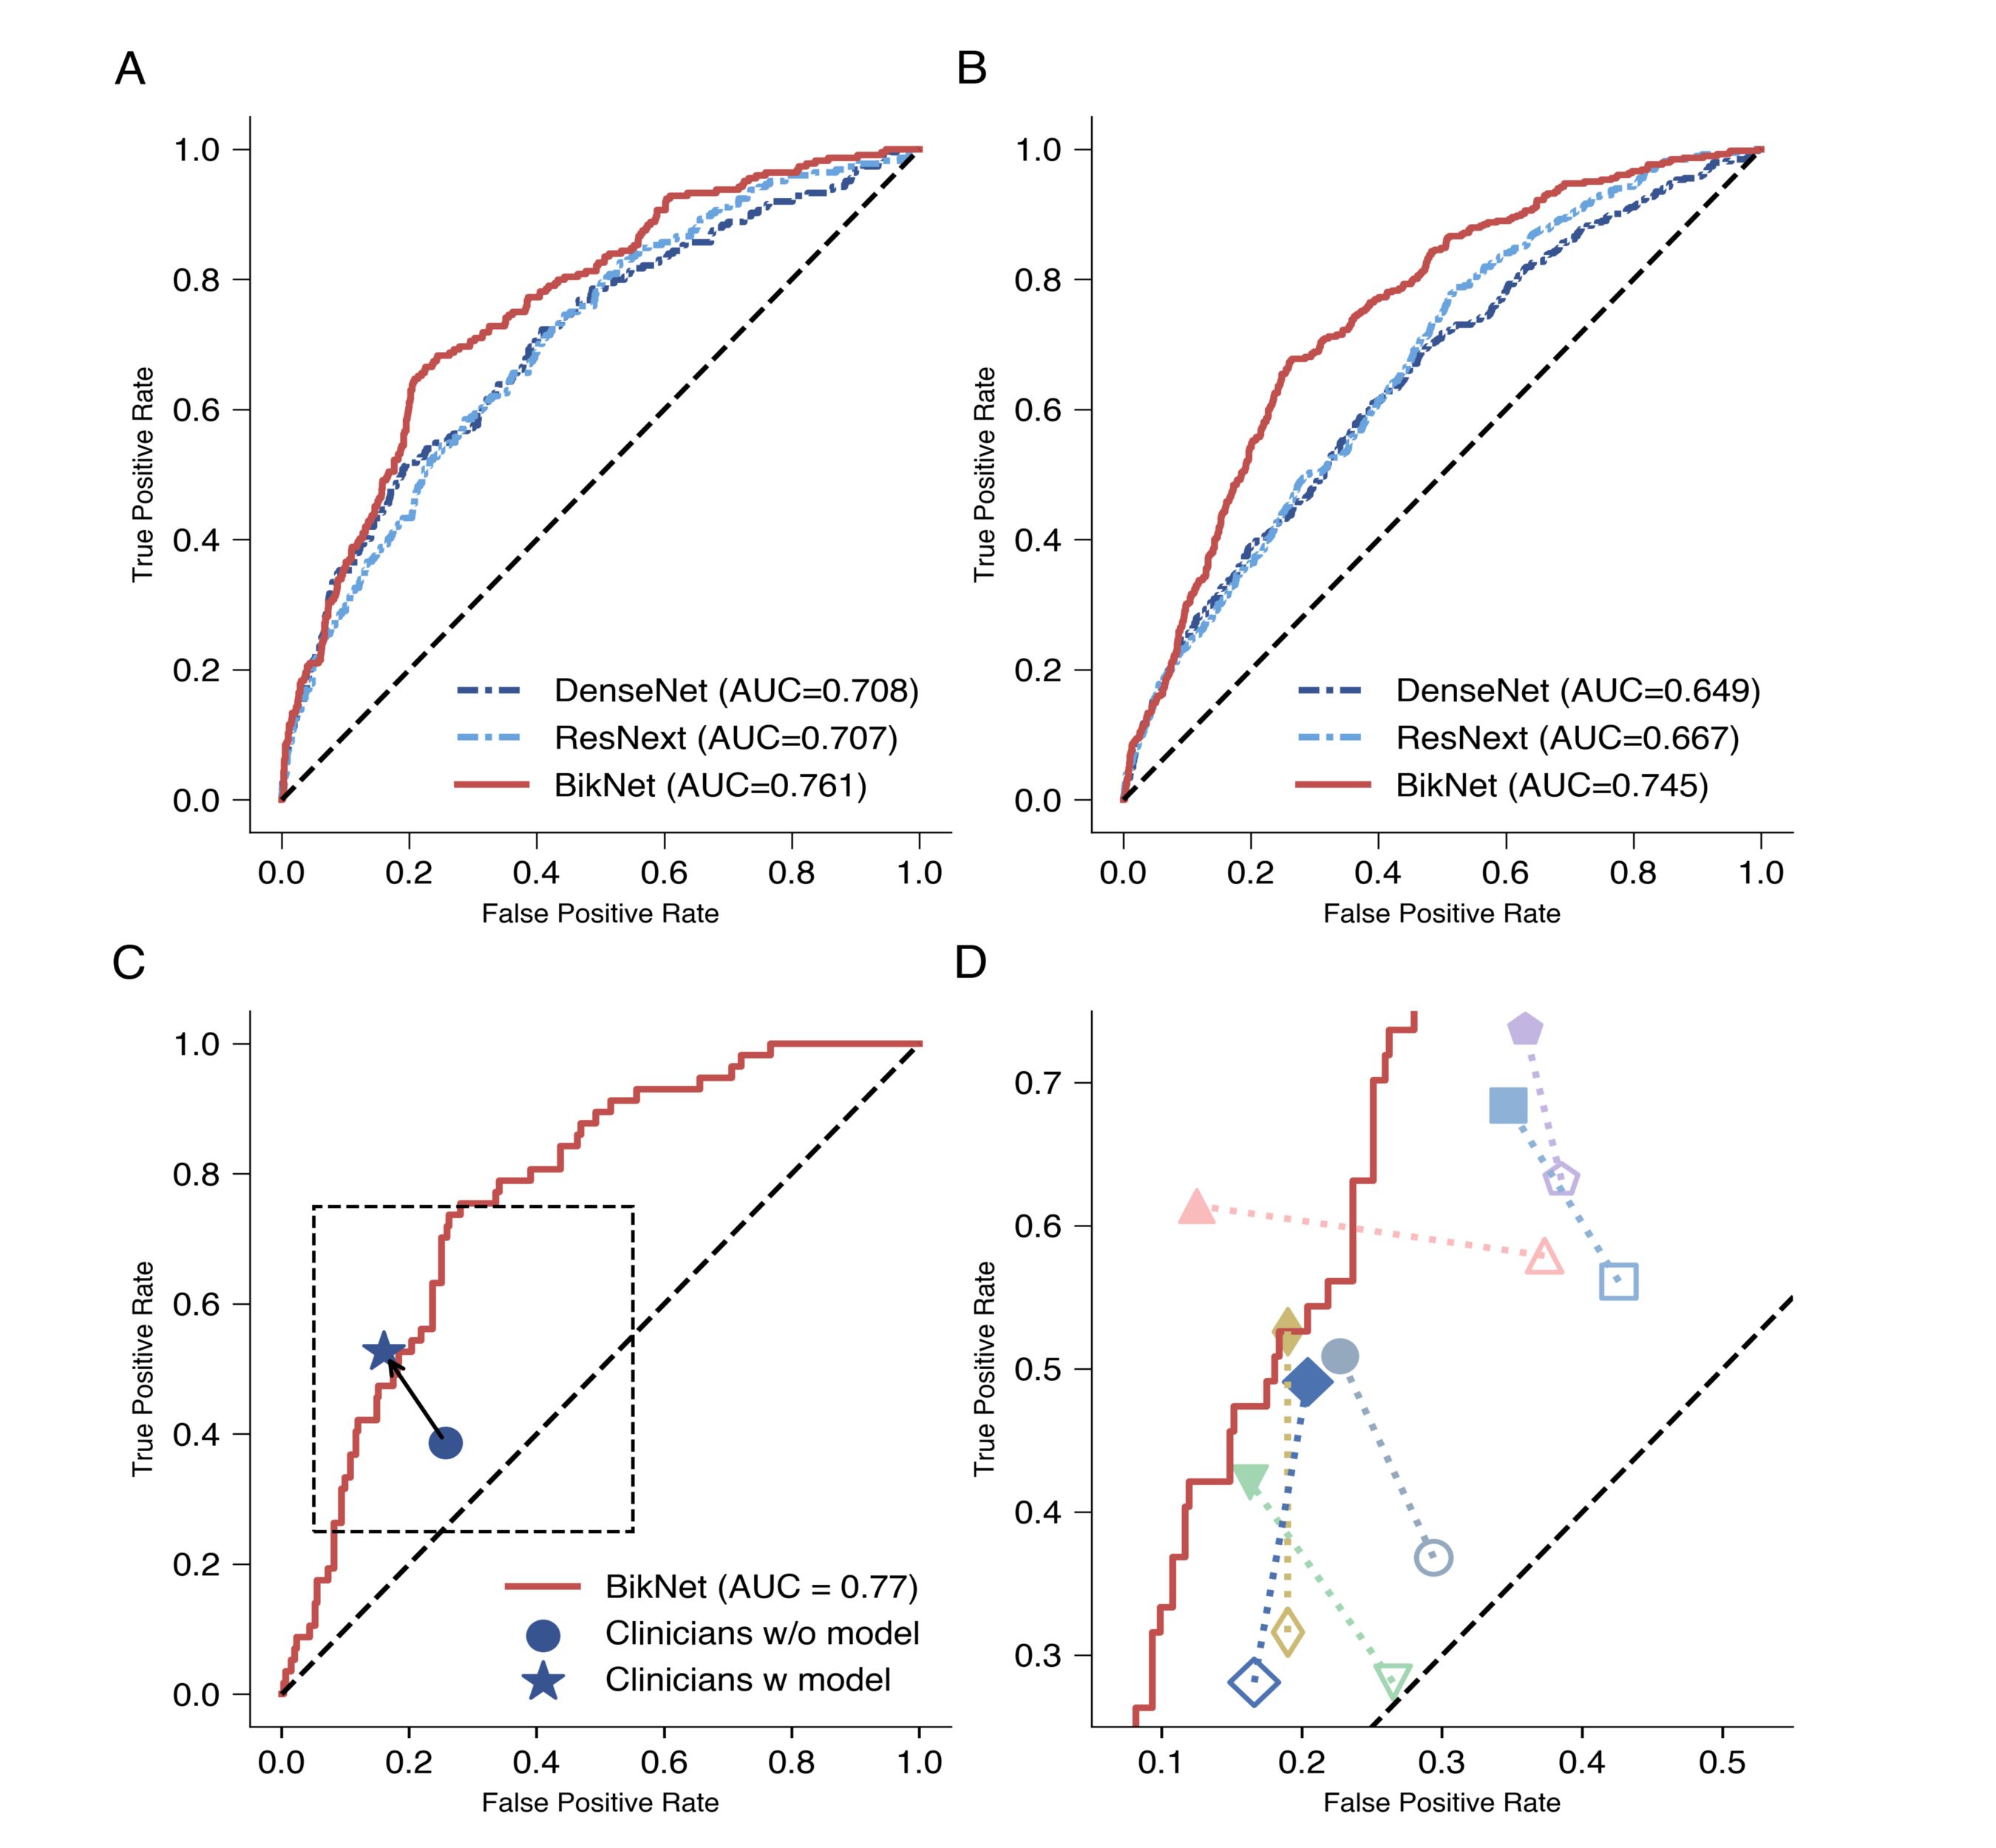 A
True Positive Rate
1.0
0.8
0.6
0.4
0.2
0.0
DenseNet (AUC=0.708)
ResNext (AUC=0.707)
BikNet (AUC=0.761)
0.0 0.2 0.4 0.6 0.8 1.0
False Positive Rate
B
True Positive Rate
1.0
0.8
0.6
0.4
0.2
0.0
DenseNet (AUC=0.649)
ResNext (AUC=0.667)
BikNet (AUC=0.745)
0.0 0.2 0.4 0.6 0.8 1.0
False Positive Rate
C
True Positive Rate
1.0
0.8
0.6
0.4
0.2
0.0
BikNet (AUC = 0.77)
Clinicians w/o model
Clinicians w model
0.0 0.2 0.4 0.6 0.8 1.0
False Positive Rate
D
True Positive Rate
0.7
0.6
0.5
0.4
0.3
0.1 0.2 0.3 0.4 0.5
False Positive Rate